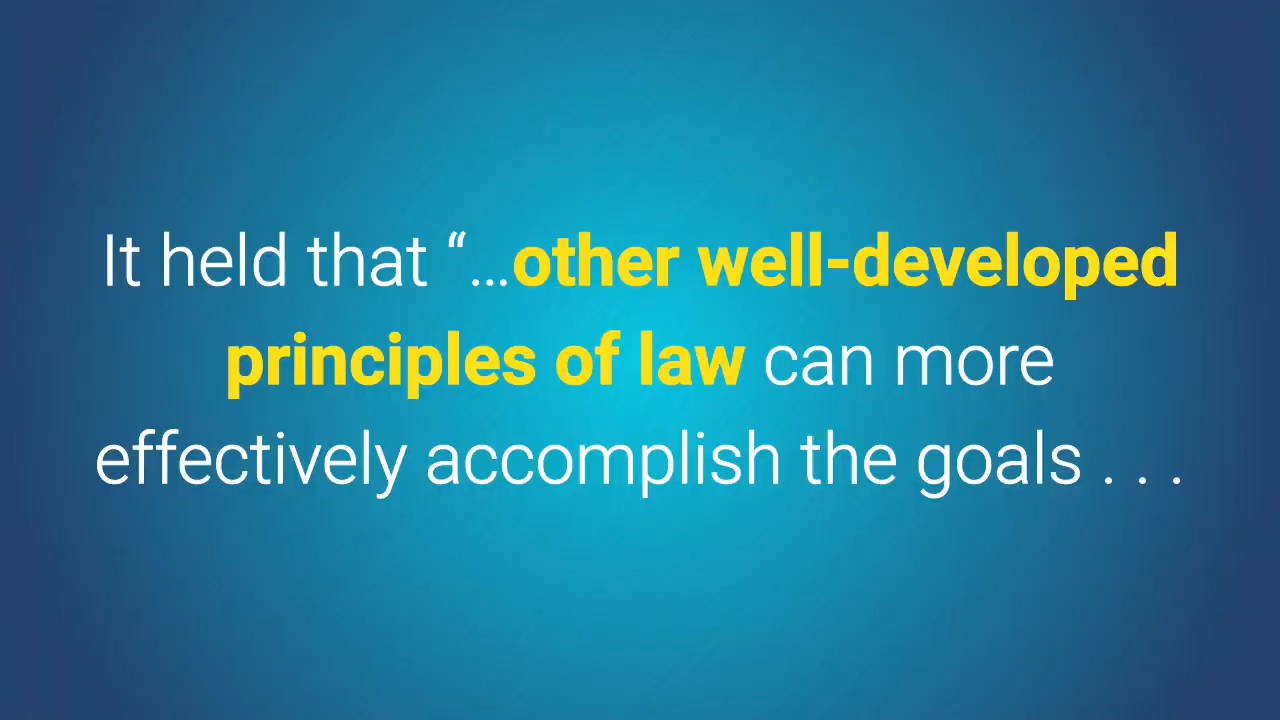 It held that “...other well-developed
principles of law can more
effectively accomplish the goals . . .